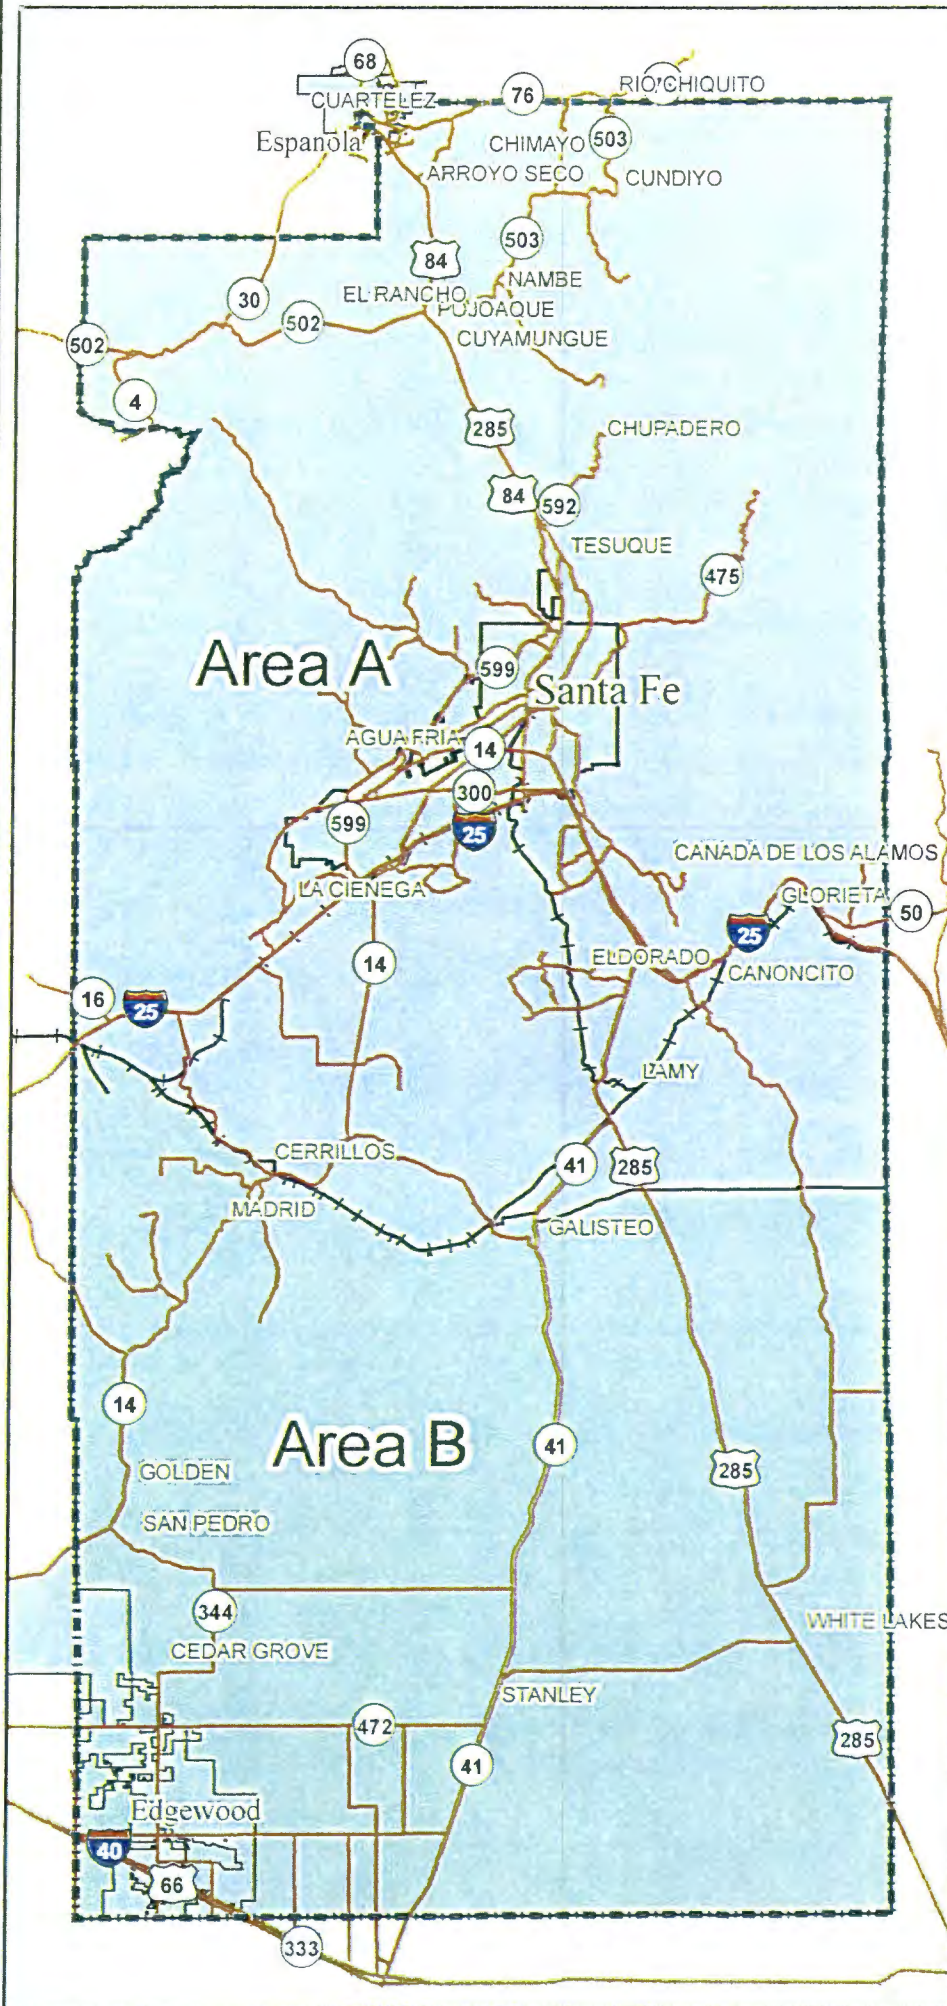 68
CUARTELEZ
76
RIO CHIQUITO
Espanola
CHIMAYO
503
ARROYO SECO
CUNDIYO
503
84
NAMBE
30
EL RANCHO
POJOAQUE
502
CUYAMUNGUE
502
4
285
CHUPADERO
84
592
TESUQUE
475
Area A
599
Santa Fe
AGUA FRIA
14
300
599
25
CANADA DE LOS ALAMOS
LA CIENEGA
GLORIETA
50
25
14
ELDORADO
CANONCITO
16
25
LAMY
CERRILLOS
41
285
MADRID
GALISTEO
14
Area B
41
285
GOLDEN
SAN PEDRO
344
WHITE LAKES
CEDAR GROVE
STANLEY
472
285
41
Edgewood
40
66
333